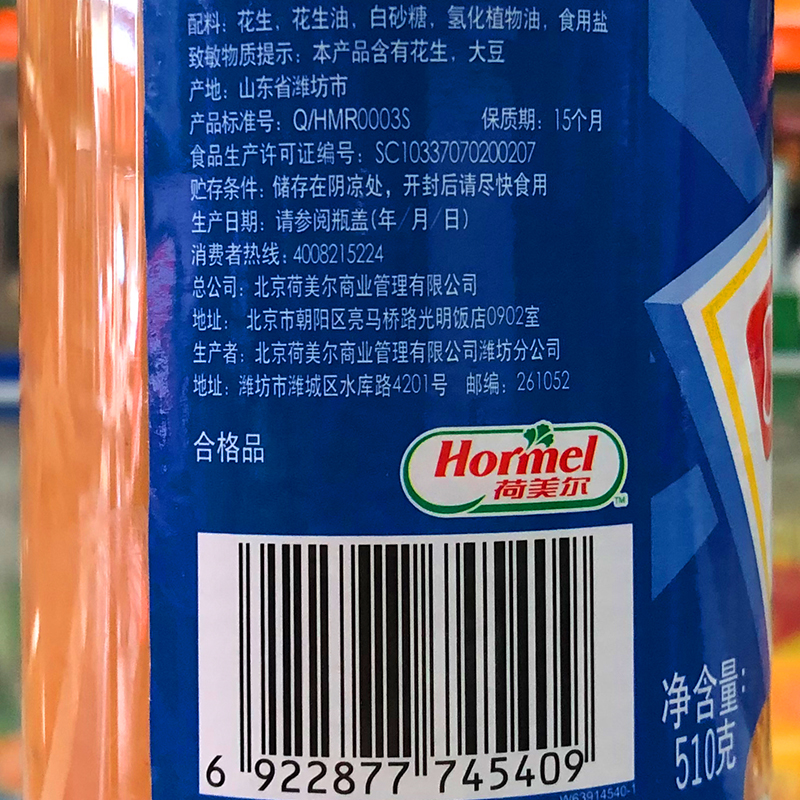 配料：花生，花生油，白砂糖，氢化植物油，食用盐
致敏物质提示：本产品含有花生，大豆
产地：山东省潍坊市
产品标准号：Q/HMR0003S 保质期：15个月
食品生产许可证编号：SC10337070200207
贮存条件：储存在阴凉处，开封后请尽快食用
生产日期：请参阅瓶盖(年/月/日)
消费者热线：4008215224
总公司：北京荷美尔商业管理有限公司
地址： 北京市朝阳区亮马桥路光明饭店0902室
生产者：北京荷美尔商业管理有限公司潍坊分公司
地址：潍坊市潍城区水库路4201号 邮编：261052
合格品
Hormel
荷美尔
TM
净含量：
510克
6 922877 745409
W63914540-1